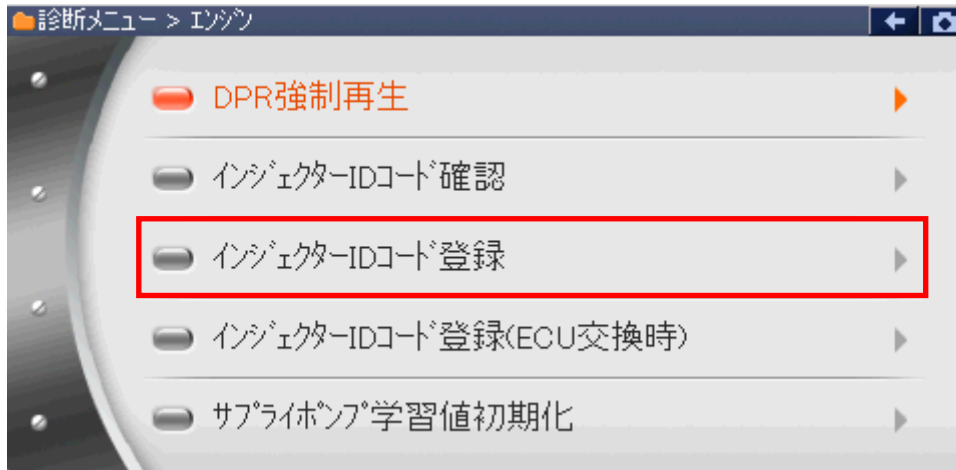 診断メニュー > エンジン
DPR強制再生
インジェクターIDコード確認
インジェクターIDコード登録
インジェクターIDコード登録(ECU交換時)
サプライポンプ学習値初期化